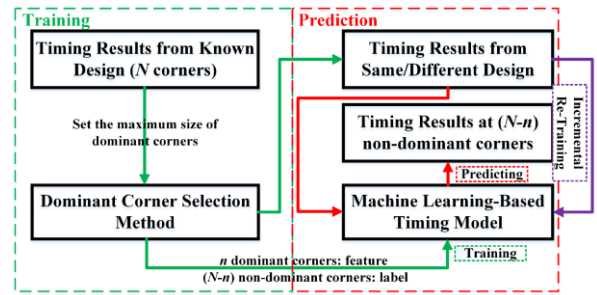 Training
Prediction
Timing Results from Known
Design (N corners)
Timing Results from
Same/Different Design
Set the maximum size of
dominant corners
Timing Results at (N-n)
non-dominant corners
Incremental
Re-Training
Predicting
Dominant Corner Selection
Method
Machine Learning-Based
Timing Model
n dominant corners: feature
(N-n) non-dominant corners: label
Training